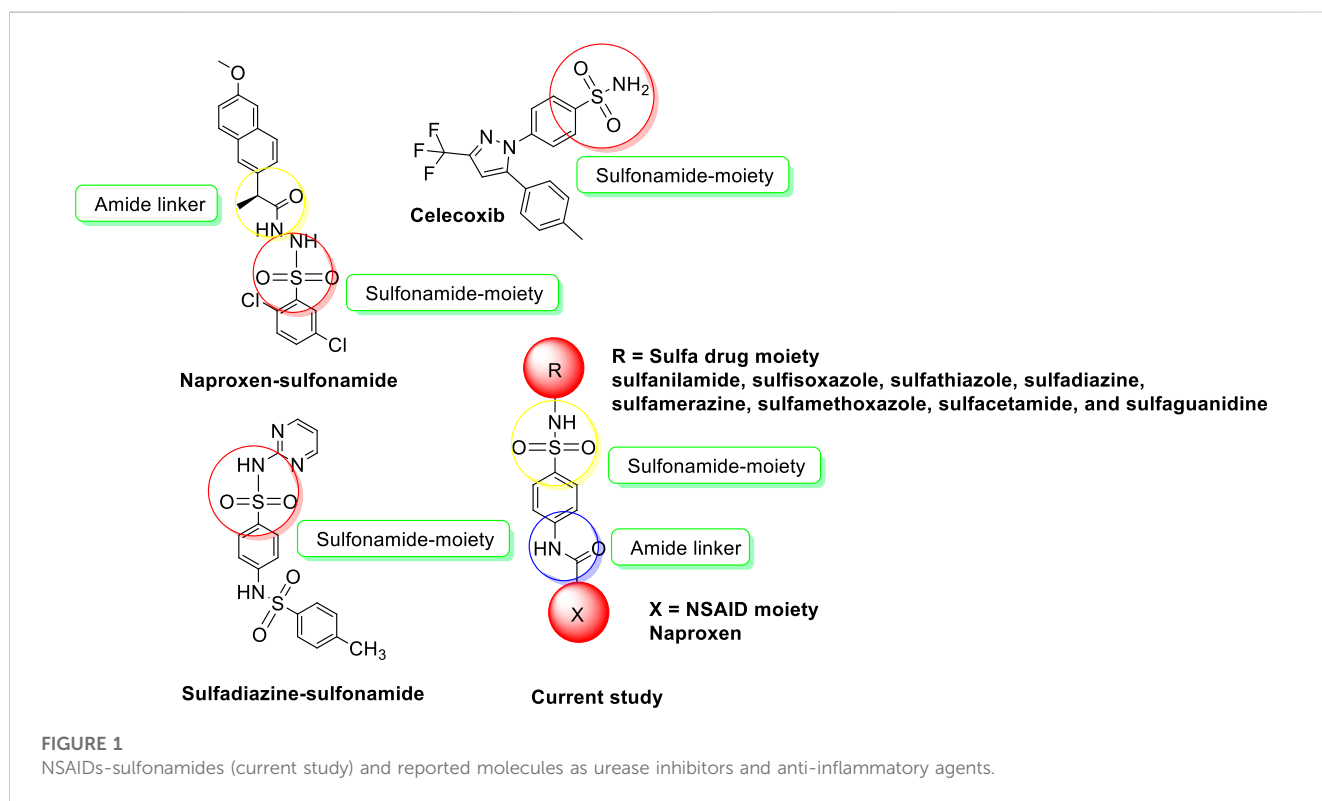 O
O
S
NH2
O
Sulfonamide-moiety
F
F
F
N
N
Celecoxib
Amide linker
O
HN
NH
O=S=O
Cl
Cl
Sulfonamide-moiety
Naproxen-sulfonamide
R
R = Sulfa drug moiety
sulfanilamide, sulfisoxazole, sulfathiazole, sulfadiazine,
sulfamerazine, sulfamethoxazole, sulfacetamide, and sulfaguanidine
NH
O=S=O
Sulfonamide-moiety
HN
O
Amide linker
X
X = NSAID moiety
Naproxen
Current study
N
HN
N
O=S=O
Sulfonamide-moiety
HN
O
S
O
CH3
Sulfadiazine-sulfonamide
FIGURE 1
NSAIDs-sulfonamides (current study) and reported molecules as urease inhibitors and anti-inflammatory agents.